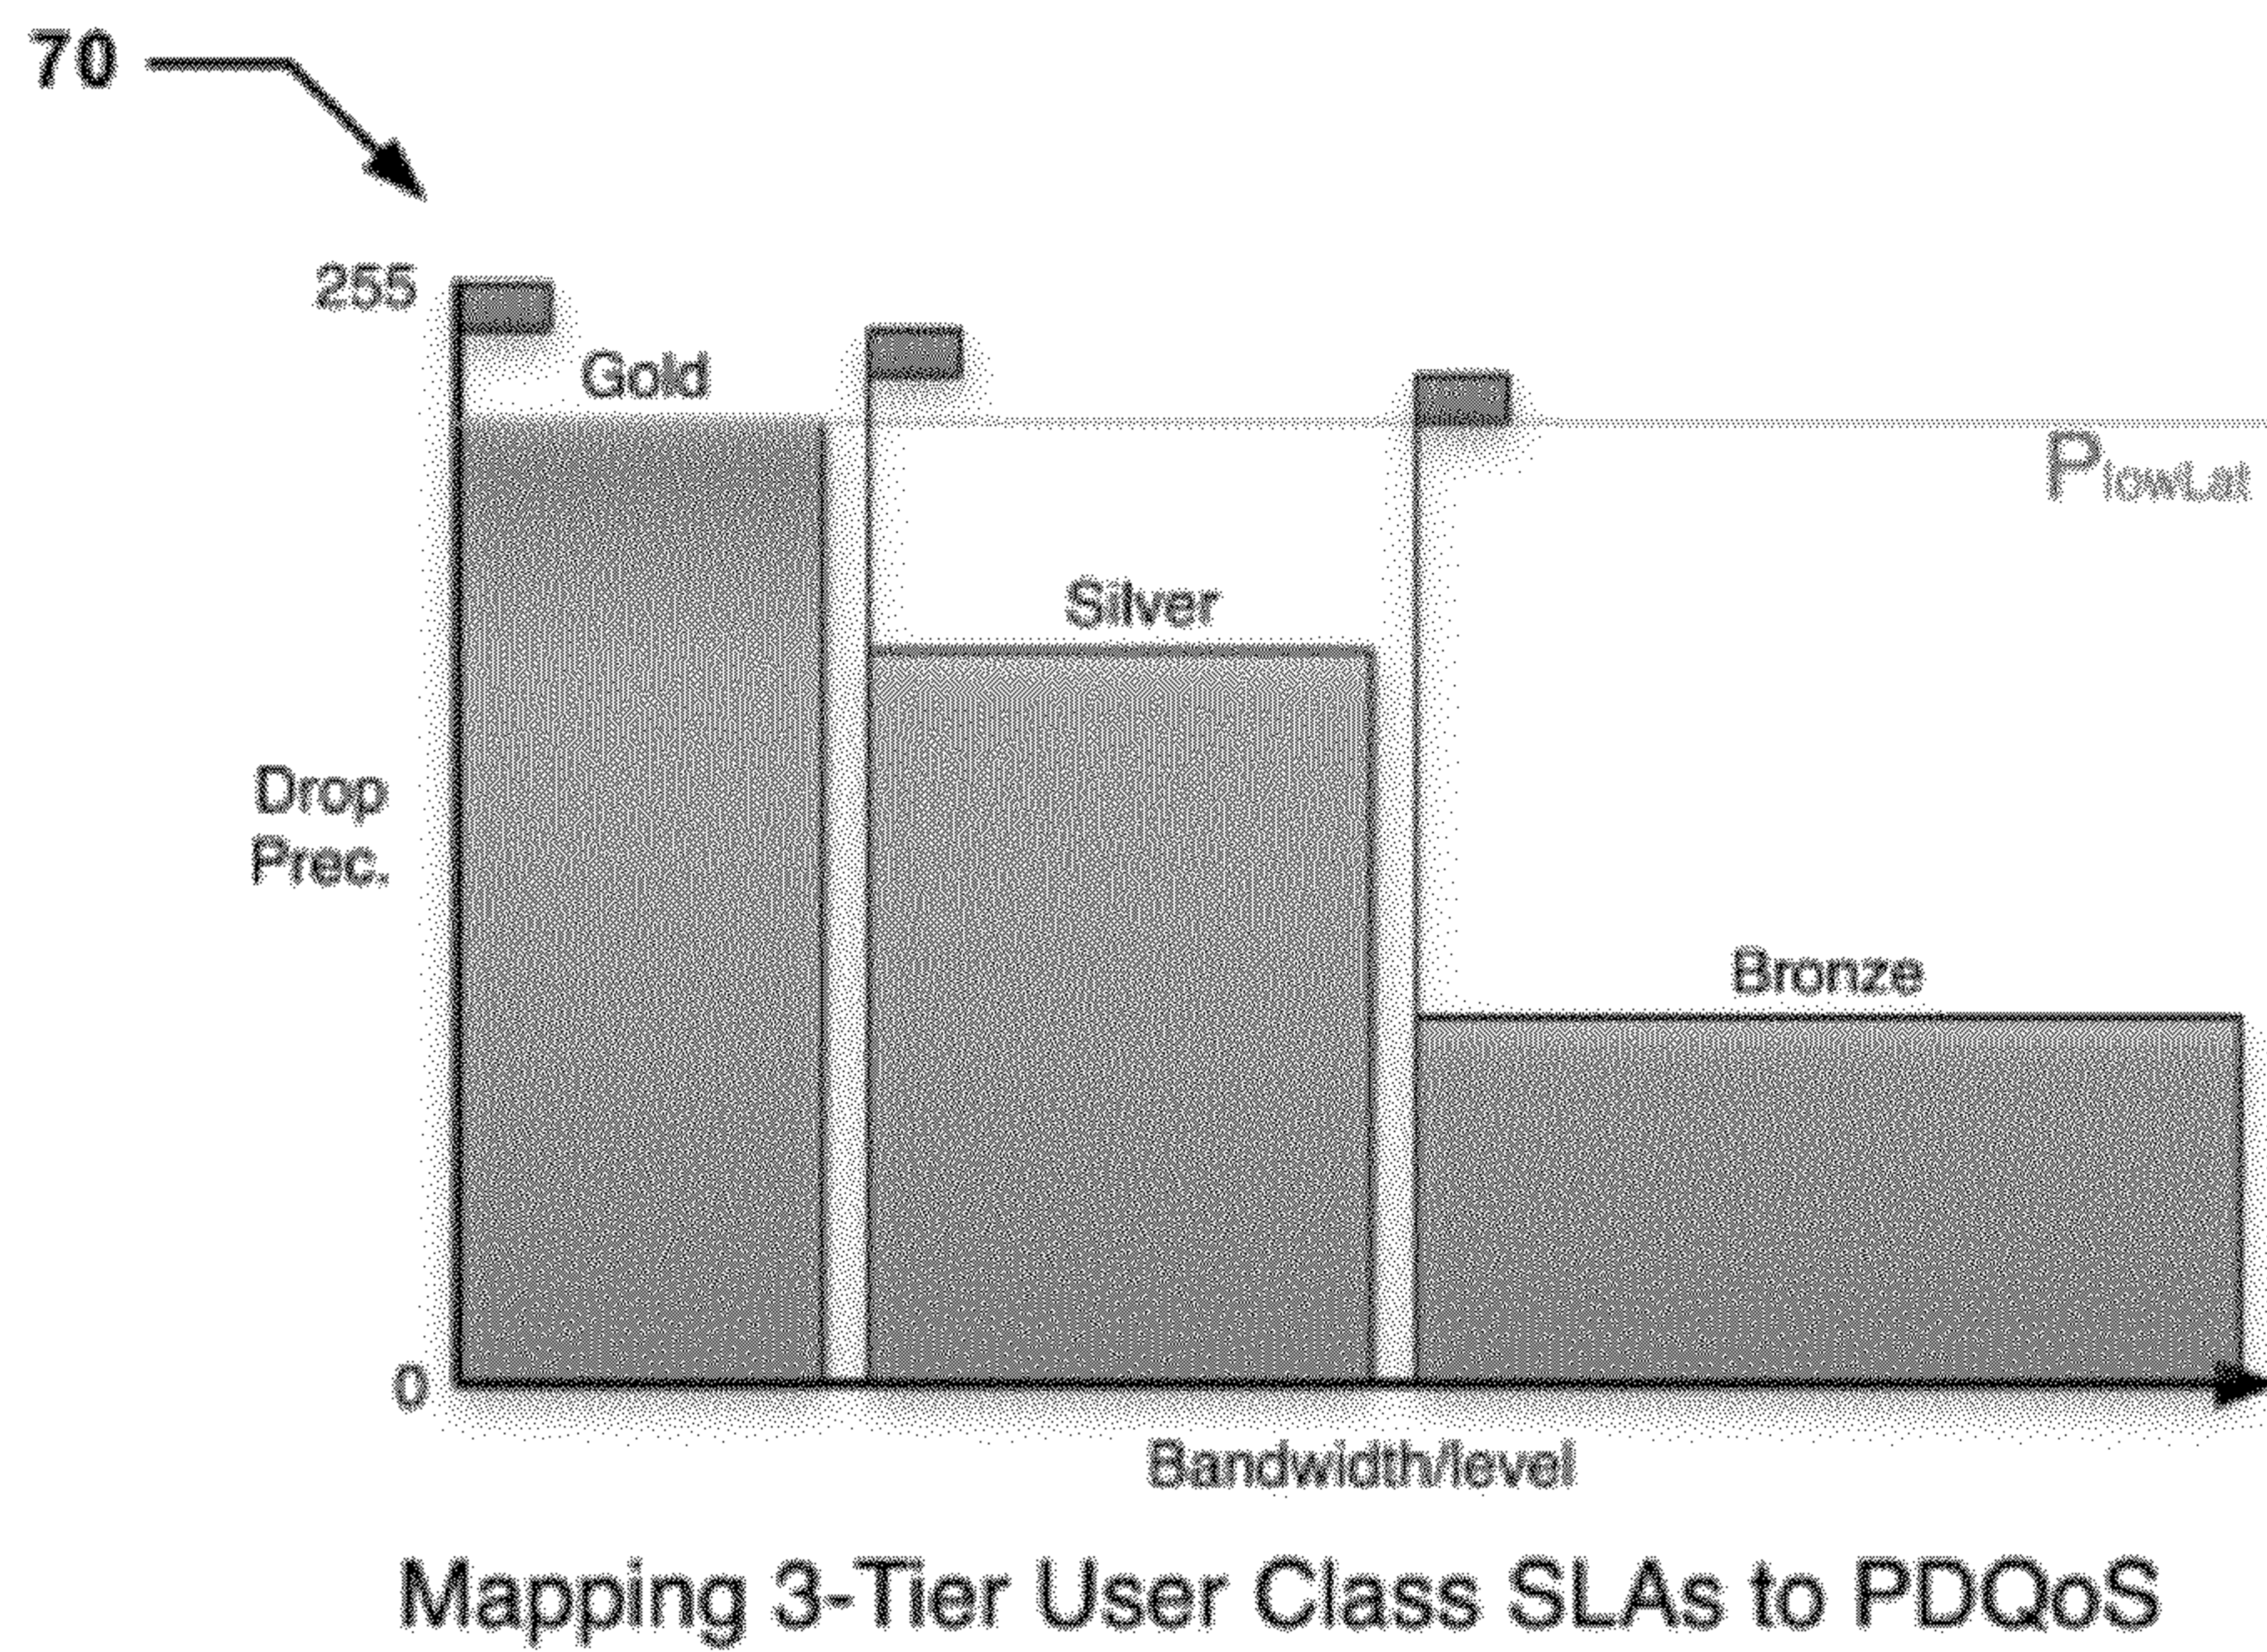 70
255
Gold
PlowLat
Silver
Drop
Prec.
Bronze
0
Bandwidth/level
Mapping 3-Tier User Class SLAs to PDQoS